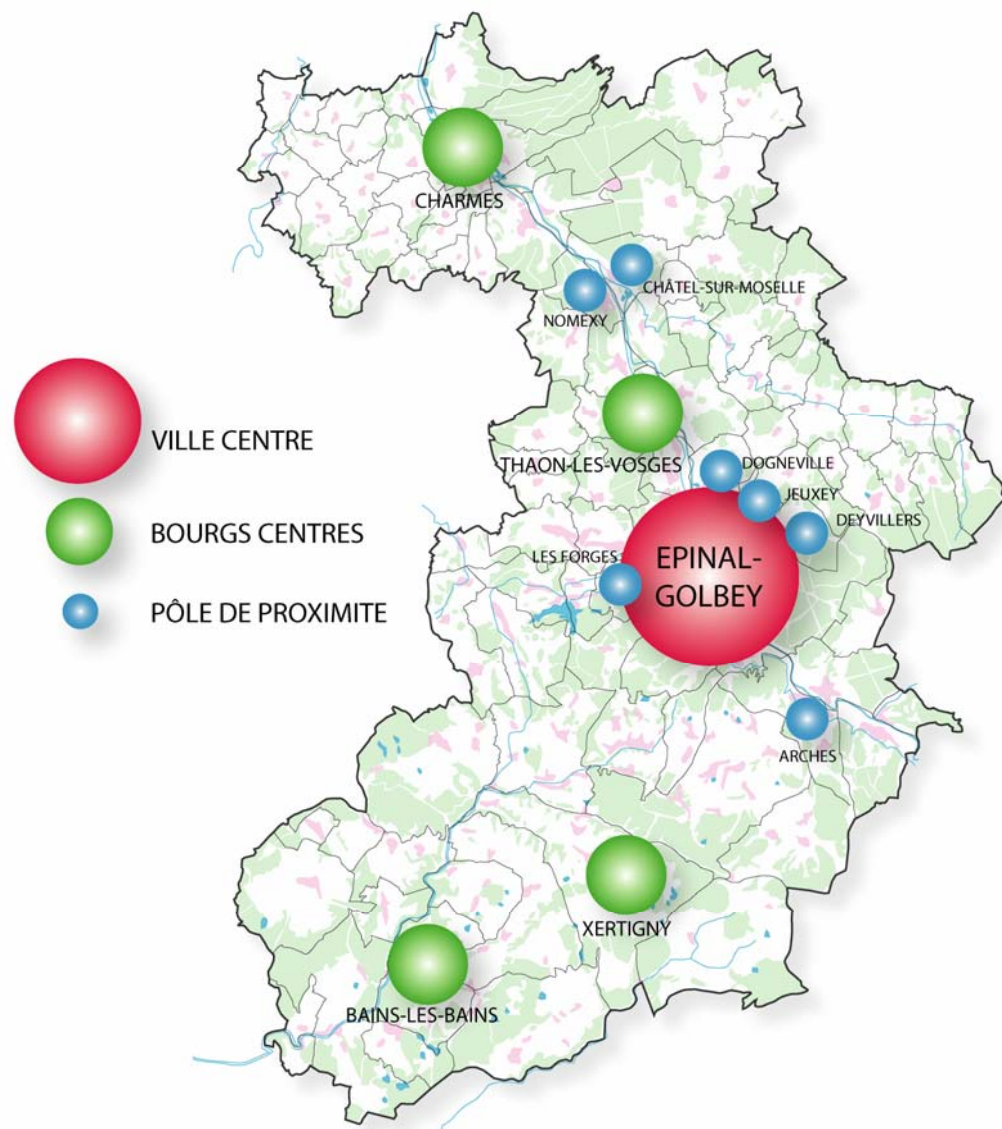 CHARMES
CHÂTEL-SUR-MOSELLE
NOMEXY
VILLE CENTRE
THAON-LES-VOSGES
DOGNEVILLE
JEUXEY
DEYVILLERS
BOURGS CENTRES
LES FORGES
EPINAL-
GOLBEY
PÔLE DE PROXIMITE
ARCHES
XERTIGNY
BAINS-LES-BAINS